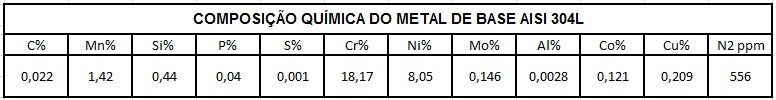 COMPOSIÇÃO QUÍMICA DO METAL DE BASE AISI 304L
C% Mn% Si% P% S% Cr% Ni% Mo% Al% Co% Cu% N2 ppm
0,022 1,42 0,44 0,04 0,001 18,17 8,05 0,146 0,0028 0,121 0,209 556